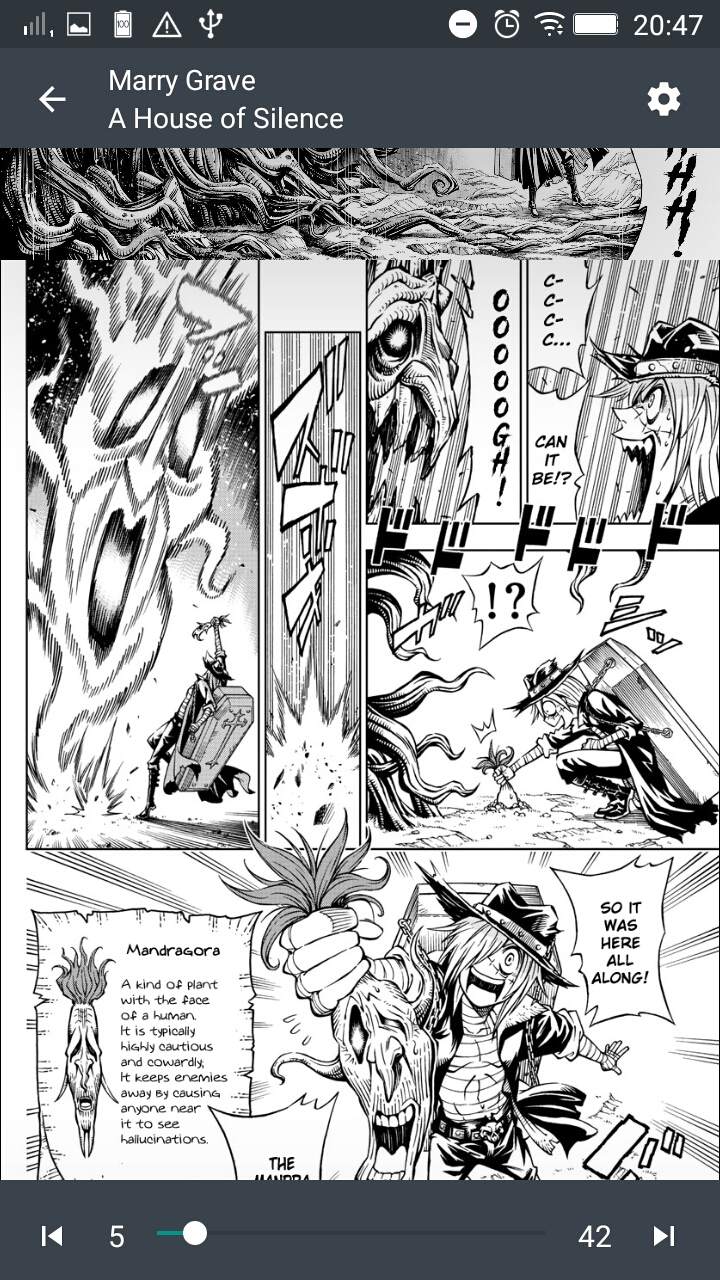 20:47
Marry Grave
A House of Silence
HH!
C-
C-
C-
C...
CAN
IT
BE!?
OOOOOOGH!
ドドドドド
!?
SO IT
WAS
HERE
ALL
ALONG!
Mandragora
A kind of plant
with the face
of a human.
It is typically
highly cautious
and cowardly,
It keeps enemies
away by causing
anyone near
it to see
hallucinations.
THE
5
42